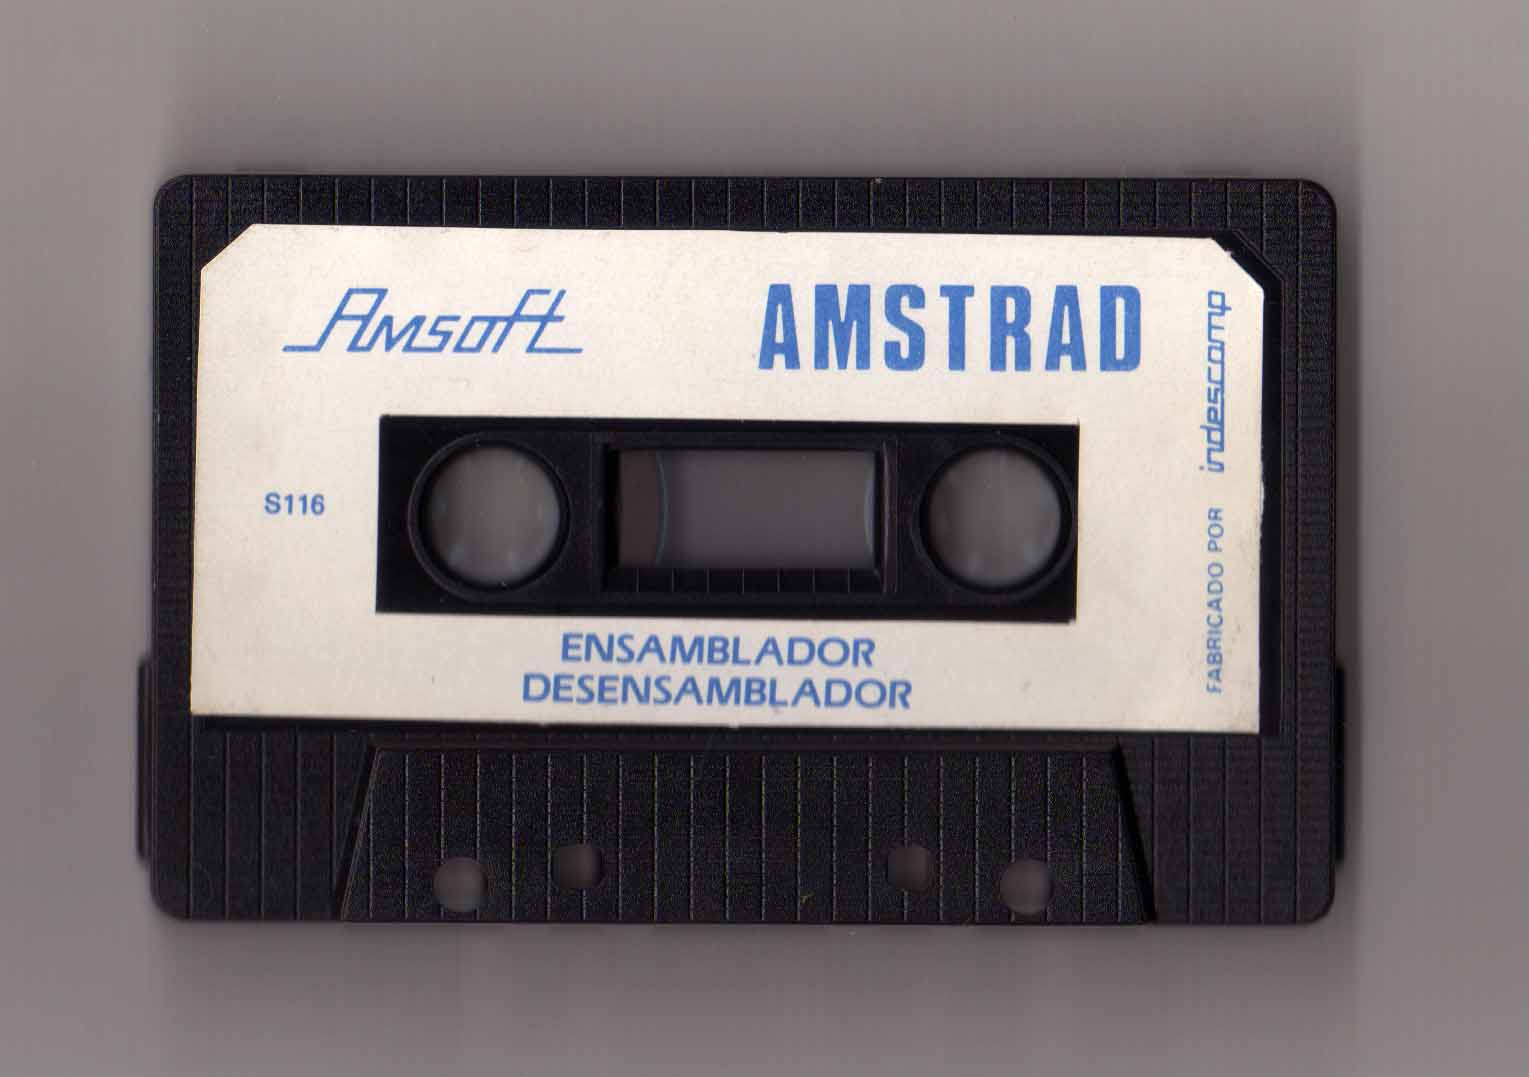 Amsoft
AMSTRAD
S116
ENSAMBLADOR
DESENSAMBLADOR
FABRICADO POR indescomp